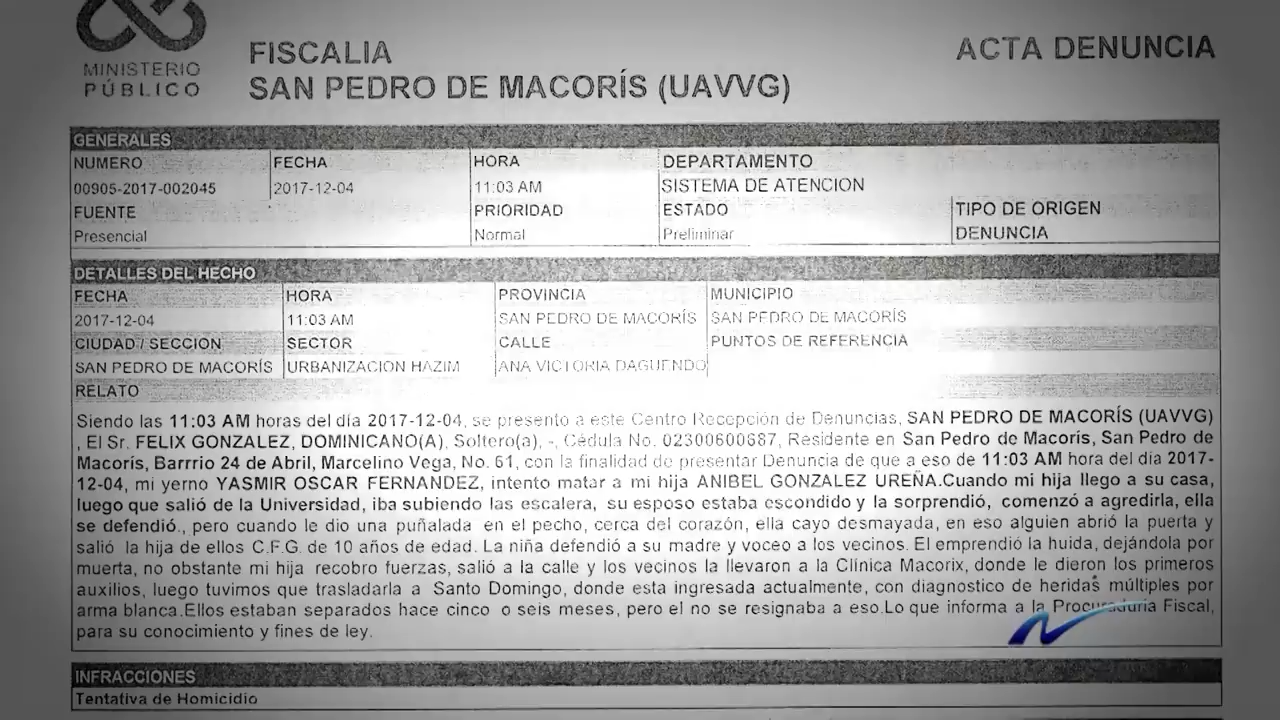 MINISTERIO
PÚBLICO
FISCALIA
SAN PEDRO DE MACORÍS (UAVVG)
ACTA DENUNCIA
GENERALES
NUMERO FECHA HORA DEPARTAMENTO
00905-2017-002045 2017-12-04 11:03 AM SISTEMA DE ATENCION
FUENTE PRIORIDAD ESTADO TIPO DE ORIGEN
Presencial Normal Preliminar DENUNCIA
DETALLES DEL HECHO
FECHA HORA PROVINCIA MUNICIPIO
2017-12-04 11:03 AM SAN PEDRO DE MACORÍS SAN PEDRO DE MACORÍS
CIUDAD / SECCION SECTOR CALLE PUNTOS DE REFERENCIA
SAN PEDRO DE MACORÍS URBANIZACION HAZIM ANA VICTORIA DAGUENDO
RELATO
Siendo las 11:03 AM horas del día 2017-12-04, se presento a este Centro Recepción de Denuncias, SAN PEDRO DE MACORÍS (UAVVG)
, El Sr. FELIX GONZALEZ, DOMINICANO(A), Soltero(a), -, Cédula No. 02300600687, Residente en San Pedro de Macorís, San Pedro de
Macorís, Barrrio 24 de Abril, Marcelino Vega, No. 61, con la finalidad de presentar Denuncia de que a eso de 11:03 AM hora del día 2017-
12-04, mi yerno YASMIR OSCAR FERNANDEZ, intento matar a mi hija ANIBEL GONZALEZ UREÑA.Cuando mi hija llego a su casa,
luego que salió de la Universidad, iba subiendo las escalera, su esposo estaba escondido y la sorprendió, comenzó a agredirla, ella
se defendió., pero cuando le dio una puñalada en el pecho, cerca del corazón, ella cayo desmayada, en eso alguien abrió la puerta y
salió la hija de ellos C.F.G. de 10 años de edad. La niña defendió a su madre y voceo a los vecinos. El emprendió la huida, dejándola por
muerta, no obstante mi hija recobro fuerzas, salió a la calle y los vecinos la llevaron a la Clínica Macorix, donde le dieron los primeros
auxilios, luego tuvimos que trasladarla a Santo Domingo, donde esta ingresada actualmente, con diagnostico de heridas múltiples por
arma blanca.Ellos estaban separados hace cinco o seis meses, pero el no se resignaba a eso.Lo que informa a la Procuraduria Fiscal,
para su conocimiento y fines de ley.
INFRACCIONES
Tentativa de Homicidio